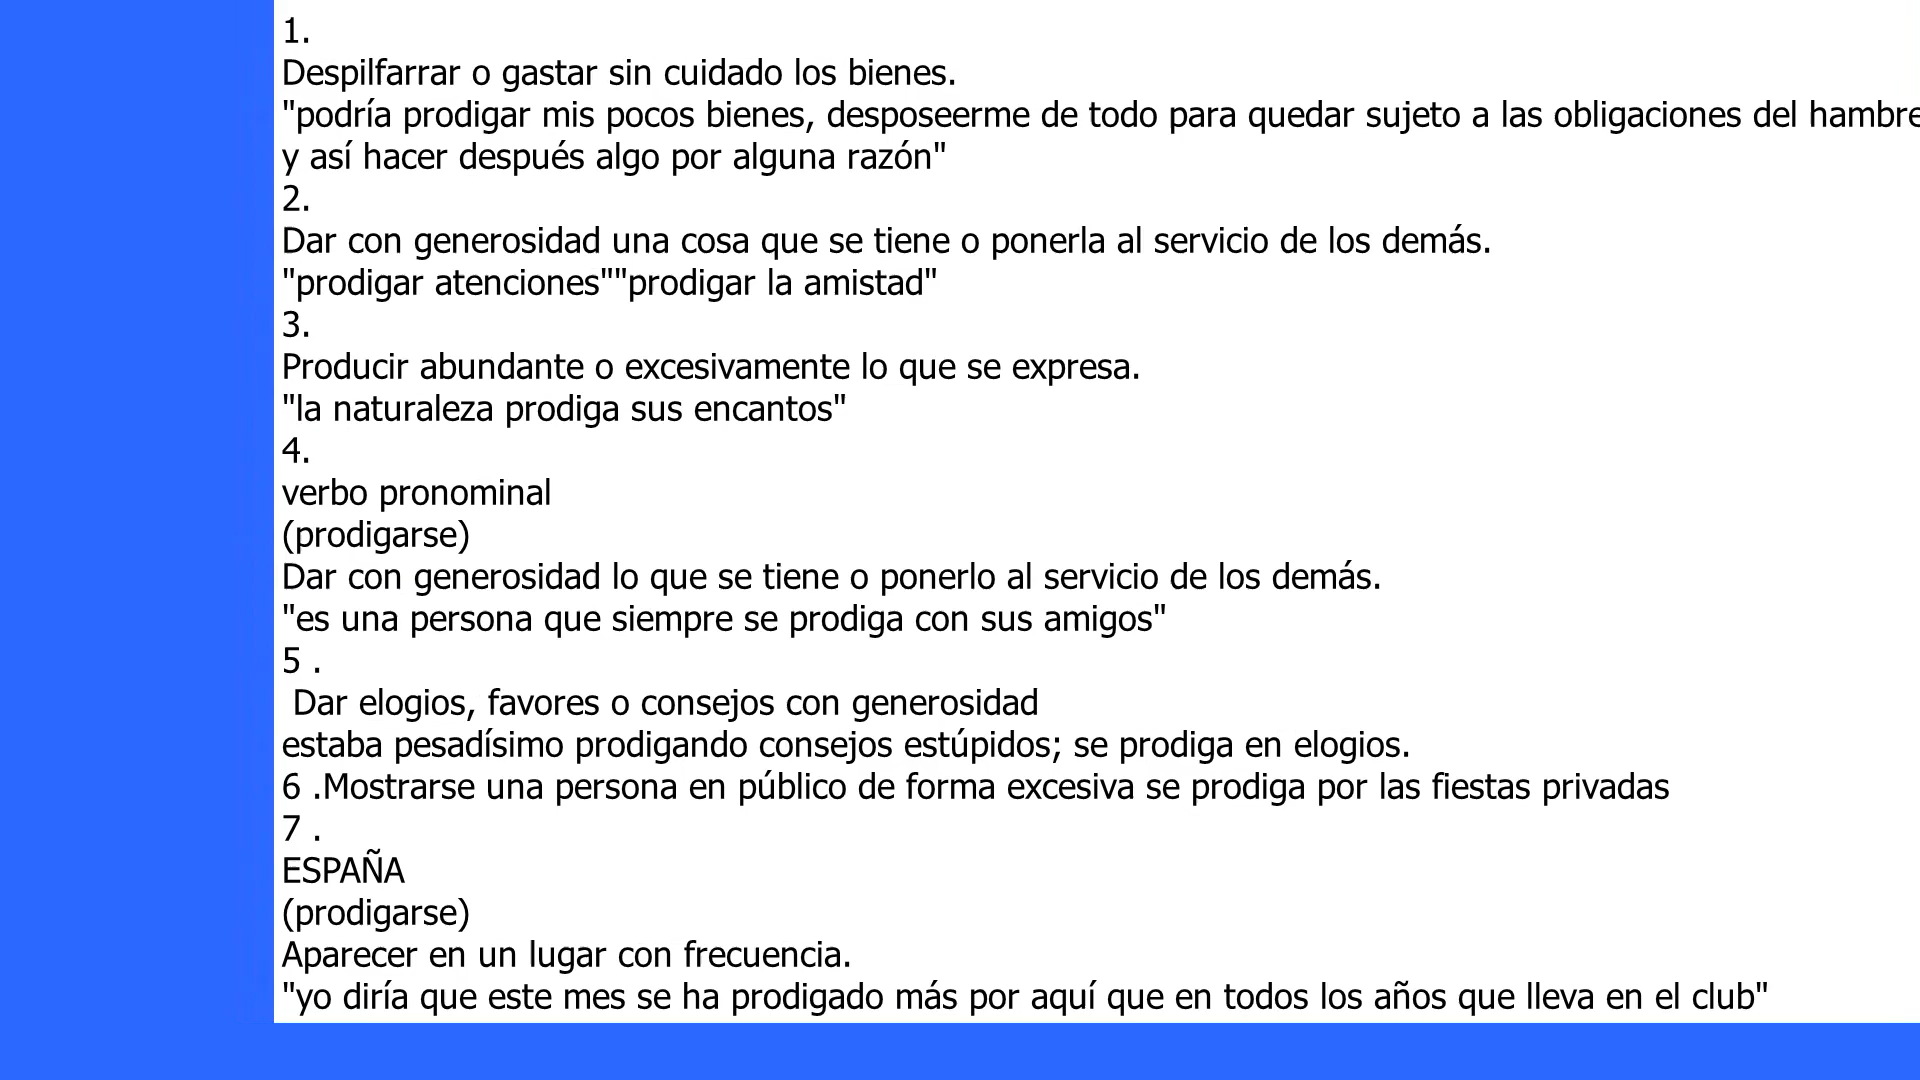 1.
Despilfarrar o gastar sin cuidado los bienes.
"podría prodigar mis pocos bienes, desposeerme de todo para quedar sujeto a las obligaciones del hambre
y así hacer después algo por alguna razón"
2.
Dar con generosidad una cosa que se tiene o ponerla al servicio de los demás.
"prodigar atenciones""prodigar la amistad"
3.
Producir abundante o excesivamente lo que se expresa.
"la naturaleza prodiga sus encantos"
4.
verbo pronominal
(prodigarse)
Dar con generosidad lo que se tiene o ponerlo al servicio de los demás.
"es una persona que siempre se prodiga con sus amigos"
5 .
Dar elogios, favores o consejos con generosidad
estaba pesadísimo prodigando consejos estúpidos; se prodiga en elogios.
6 .Mostrarse una persona en público de forma excesiva se prodiga por las fiestas privadas
7 .
ESPAÑA
(prodigarse)
Aparecer en un lugar con frecuencia.
"yo diría que este mes se ha prodigado más por aquí que en todos los años que lleva en el club"